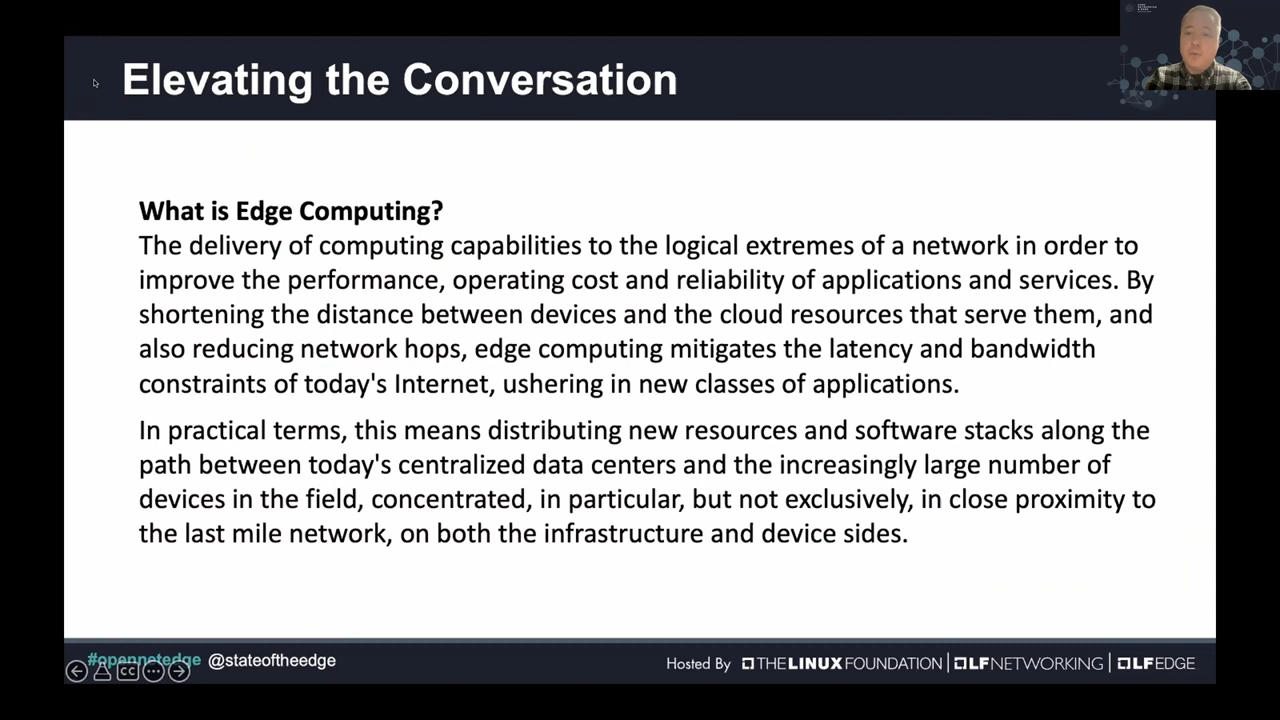 Elevating the Conversation
What is Edge Computing?
The delivery of computing capabilities to the logical extremes of a network in order to
improve the performance, operating cost and reliability of applications and services. By
shortening the distance between devices and the cloud resources that serve them, and
also reducing network hops, edge computing mitigates the latency and bandwidth
constraints of today's Internet, ushering in new classes of applications.
In practical terms, this means distributing new resources and software stacks along the
path between today's centralized data centers and the increasingly large number of
devices in the field, concentrated, in particular, but not exclusively, in close proximity to
the last mile network, on both the infrastructure and device sides.
#opennetedge @stateoftheedge
CC
Hosted By THE LINUX FOUNDATION | LF NETWORKING | LF EDGE